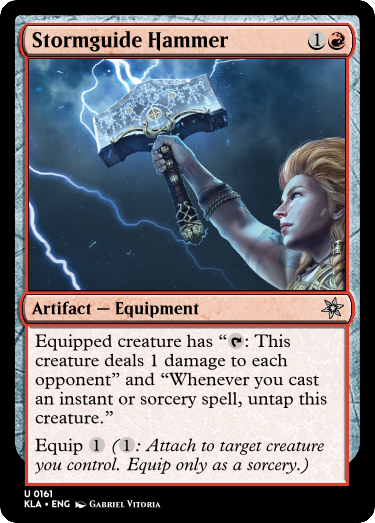 Stormguide Hammer 1
Artifact — Equipment
Equipped creature has “: This
creature deals 1 damage to each
opponent” and “Whenever you cast
an instant or sorcery spell, untap this
creature.”
Equip 1 (1: Attach to target creature
you control. Equip only as a sorcery.)
U 0161
KLA • ENG Gabriel Vitoria